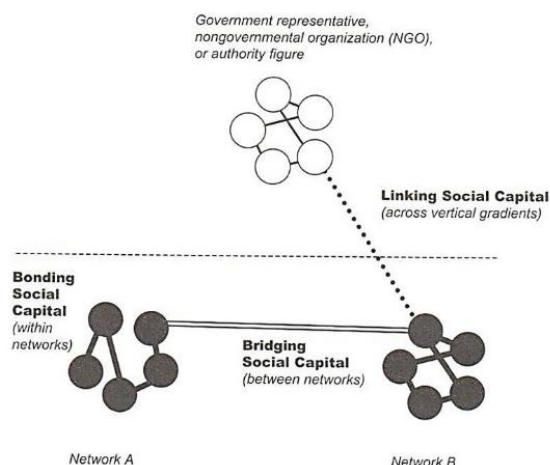 Government representative,
nongovernmental organization (NGO),
or authority figure
Linking Social Capital
(across vertical gradients)
Bonding
Social
Capital
(within
networks)
Bridging
Social Capital
(between networks)
Network A
Network B